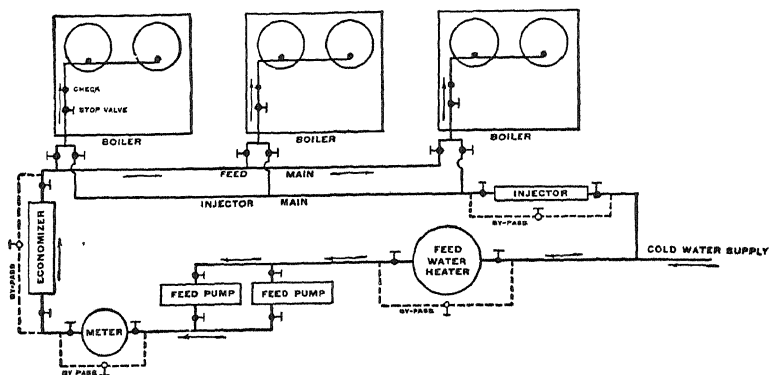 CHECK
STOP VALVE
BOILER
BOILER
BOILER
FEED MAIN
INJECTOR MAIN
INJECTOR
BY-PASS
ECONOMIZER
BY-PASS
FEED WATER HEATER
COLD WATER SUPPLY
FEED PUMP
FEED PUMP
BY-PASS
METER
BY PASS